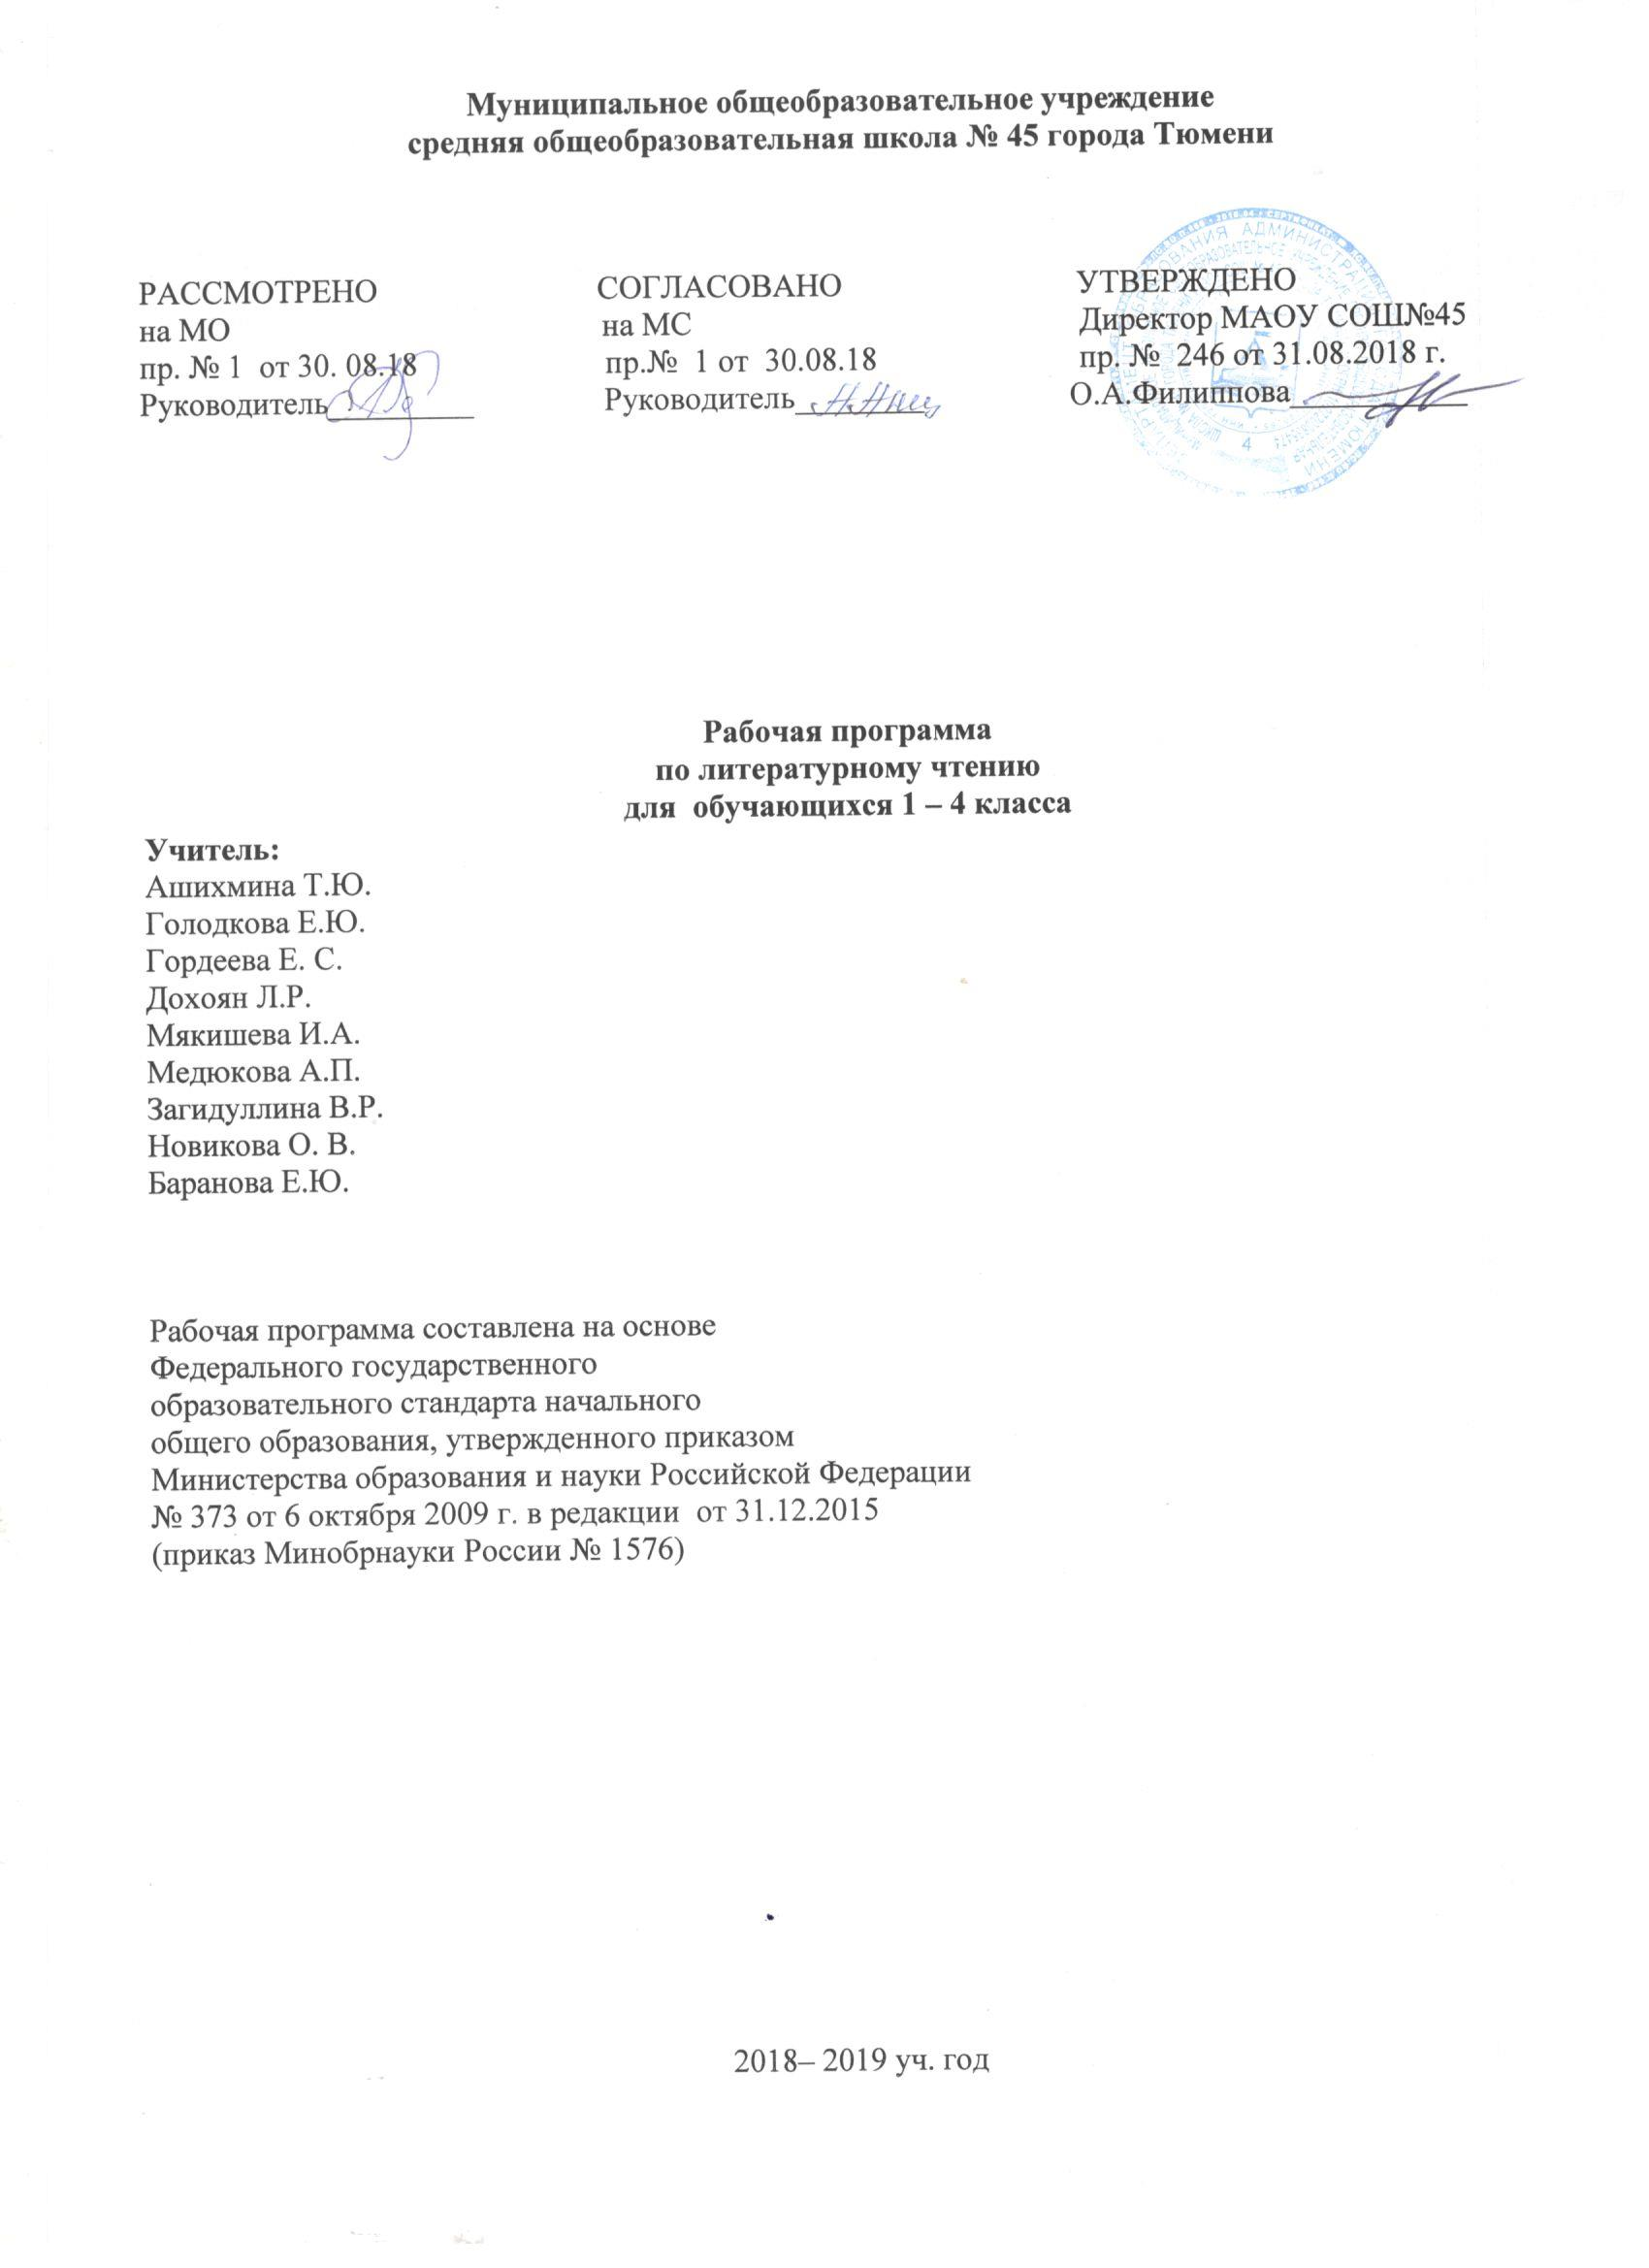 Муниципальное общеобразовательное учреждение
средняя общеобразовательная школа № 45 города Тюмени
РАССМОТРЕНО
на МО
пр. № 1 от 30. 08.18
Руководитель
СОГЛАСОВАНО
на МС
пр.№ 1 от 30.08.18
Руководитель
УТВЕРЖДЕНО
Директор МАОУ СОШ№45
пр. № 246 от 31.08.2018 г.
О.А.Филиппова
Рабочая программа
по литературному чтению
для обучающихся 1 – 4 класса
Учитель:
Ашихмина Т.Ю.
Голодкова Е.Ю.
Гордеева Е. С.
Дохоян Л.Р.
Мякишева И.А.
Медюкова А.П.
Загидуллина В.Р.
Новикова О. В.
Баранова Е.Ю.
Рабочая программа составлена на основе
Федерального государственного
образовательного стандарта начального
общего образования, утвержденного приказом
Министерства образования и науки Российской Федерации
№ 373 от 6 октября 2009 г. в редакции от 31.12.2015
(приказ Минобрнауки России № 1576)
2018– 2019 уч. год